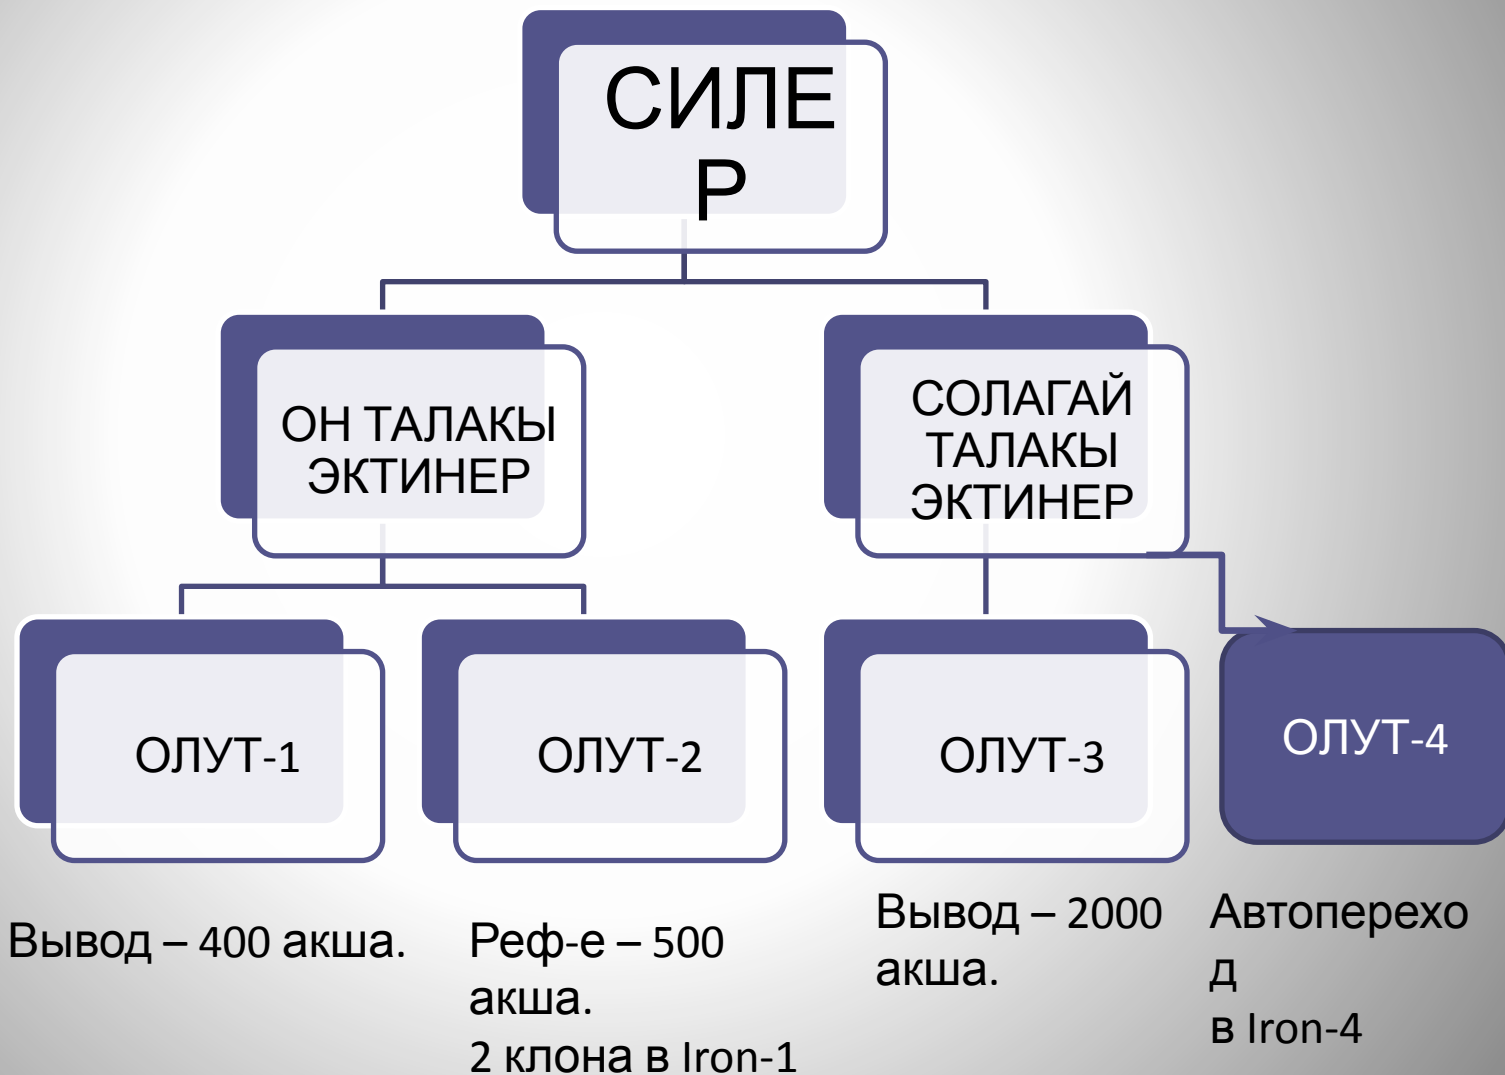 СИЛЕ
Р
ОН ТАЛАКЫ
ЭКТИНЕР
СОЛАГАЙ
ТАЛАКЫ
ЭКТИНЕР
ОЛУТ-1
ОЛУТ-2
ОЛУТ-3
ОЛУТ-4
Вывод – 400 акша.
Реф-е – 500
акша.
2 клона в Iron-1
Вывод – 2000
акша.
Автоперехо
д
в Iron-4